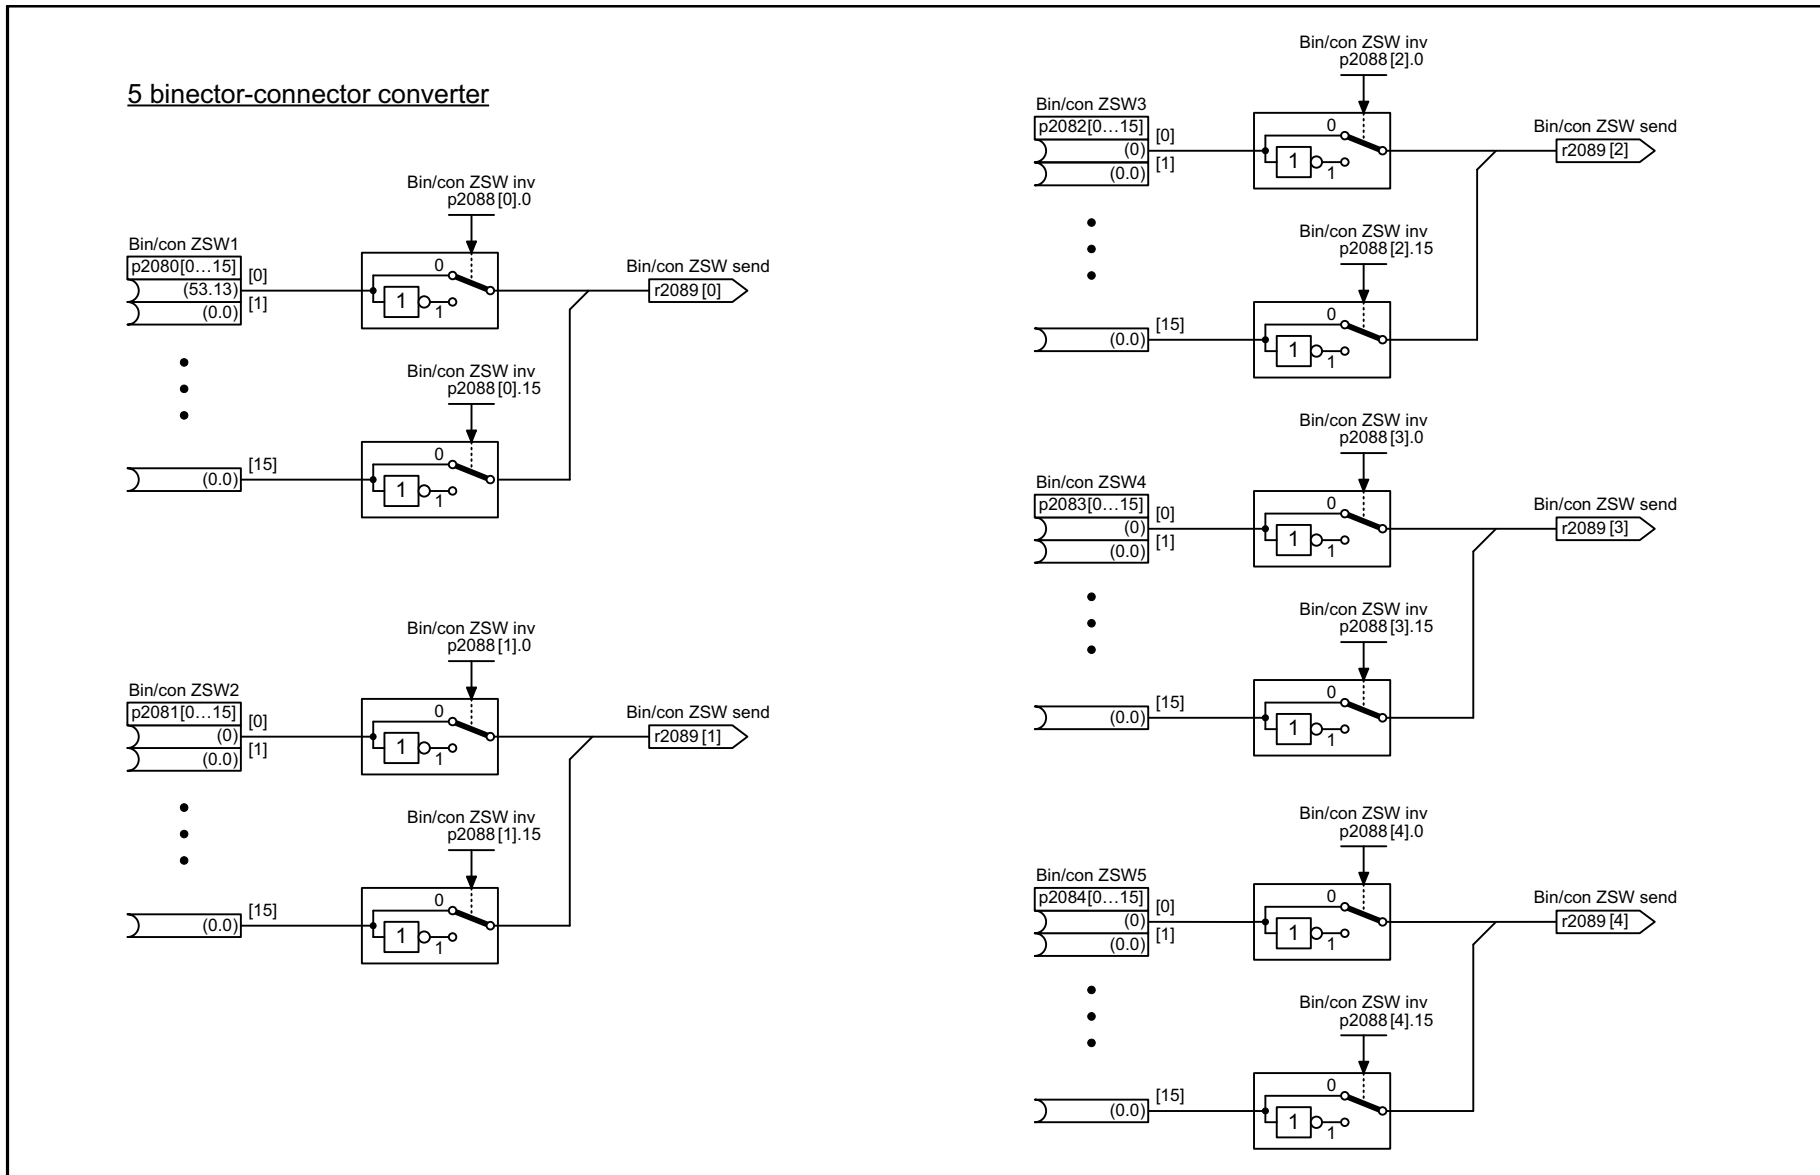 5 binector-connector converter
Bin/con ZSW inv
p2088[0].0
Bin/con ZSW1
p2080[0...15]
[0]
(53.13)
[1]
(0.0)
0
1
1
Bin/con ZSW send
r2089[0]
Bin/con ZSW inv
p2088[0].15
[15]
(0.0)
0
1
1
Bin/con ZSW inv
p2088[1].0
Bin/con ZSW2
p2081[0...15]
[0]
(0)
[1]
(0.0)
0
1
1
Bin/con ZSW send
r2089[1]
Bin/con ZSW inv
p2088[1].15
[15]
(0.0)
0
1
1
Bin/con ZSW inv
p2088[2].0
Bin/con ZSW3
p2082[0...15]
[0]
(0)
[1]
(0.0)
0
1
1
Bin/con ZSW send
r2089[2]
Bin/con ZSW inv
p2088[2].15
[15]
(0.0)
0
1
1
Bin/con ZSW inv
p2088[3].0
Bin/con ZSW4
p2083[0...15]
[0]
(0)
[1]
(0.0)
0
1
1
Bin/con ZSW send
r2089[3]
Bin/con ZSW inv
p2088[3].15
[15]
(0.0)
0
1
1
Bin/con ZSW inv
p2088[4].0
Bin/con ZSW5
p2084[0...15]
[0]
(0)
[1]
(0.0)
0
1
1
Bin/con ZSW send
r2089[4]
Bin/con ZSW inv
p2088[4].15
[15]
(0.0)
0
1
1